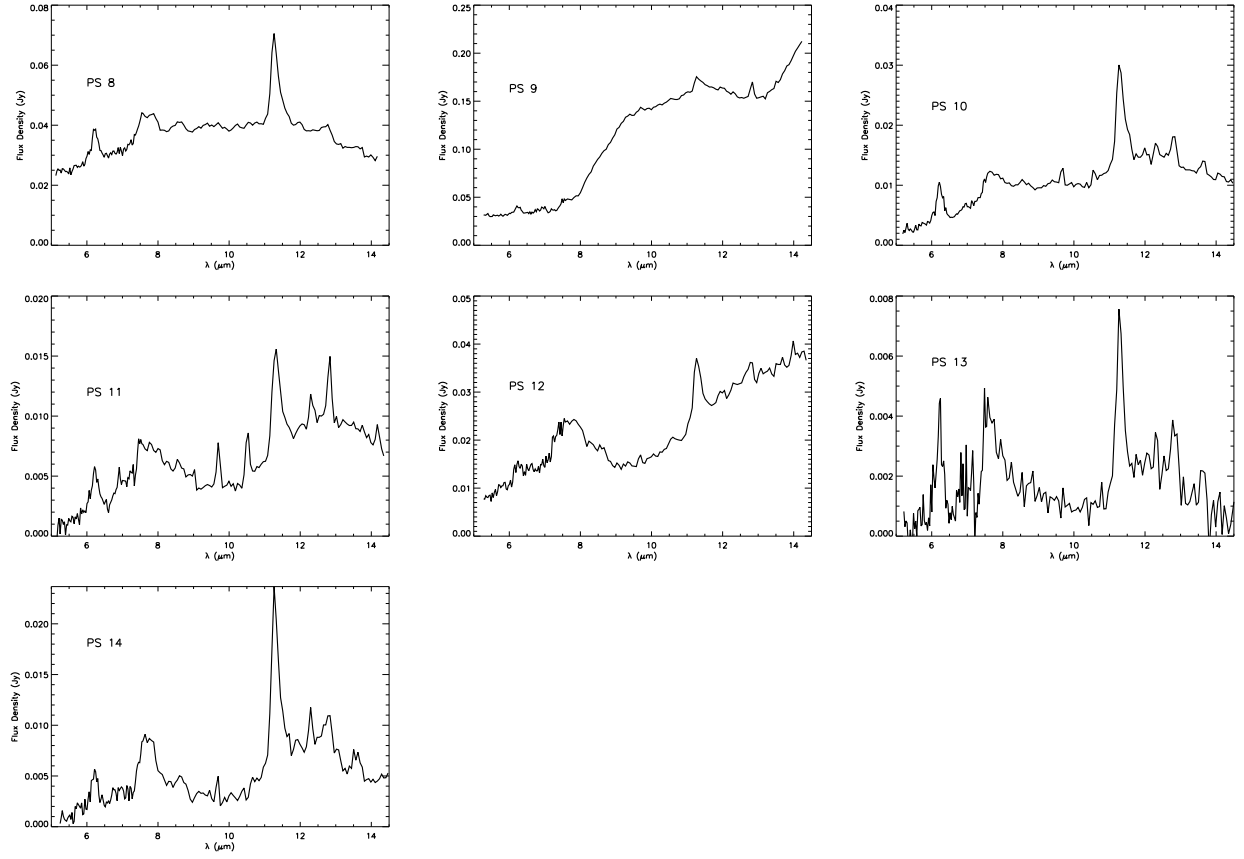 0.08
0.06
0.04
0.02
0.00
Flux Density (Jy)
PS 8
6 8 10 12 14
λ (μm)
0.25
0.20
0.15
0.10
0.05
0.00
Flux Density (Jy)
PS 9
6 8 10 12 14
λ (μm)
0.04
0.03
0.02
0.01
0.00
Flux Density (Jy)
PS 10
6 8 10 12 14
λ (μm)
0.020
0.015
0.010
0.005
0.000
Flux Density (Jy)
PS 11
6 8 10 12 14
λ (μm)
0.05
0.04
0.03
0.02
0.01
0.00
Flux Density (Jy)
PS 12
6 8 10 12 14
λ (μm)
0.008
0.006
0.004
0.002
0.000
Flux Density (Jy)
PS 13
6 8 10 12 14
λ (μm)
0.020
0.015
0.010
0.005
0.000
Flux Density (Jy)
PS 14
6 8 10 12 14
λ (μm)